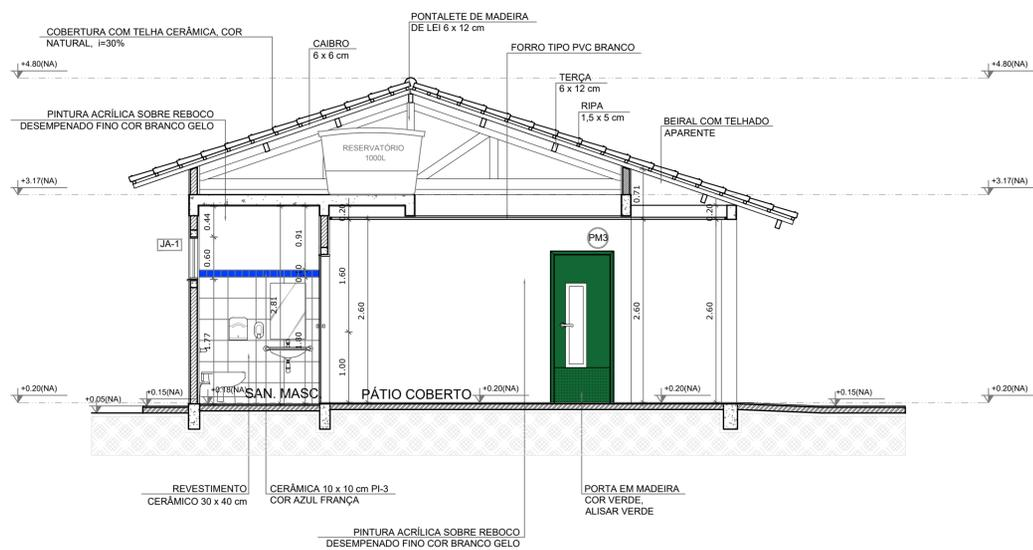 PONTALETE DE MADEIRA
DE LEI 6 x 12 cm
COBERTURA COM TELHA CERÂMICA, COR
NATURAL, i=30%
CAIBRO
6 x 6 cm
FORRO TIPO PVC BRANCO
+4.80(NA)
+4.80(NA)
TERÇA
6 x 12 cm
RIPA
1,5 x 5 cm
PINTURA ACRÍLICA SOBRE REBOCO
DESEMPENADO FINO COR BRANCO GELO
BEIRAL COM TELHADO
APARENTE
RESERVATÓRIO
1000L
+3.17(NA)
+3.17(NA)
0.71
0.20
0.20
0.44
0.91
JA-1
PM3
0.60
1.60
2.81
2.60
2.60
2.60
1.77
1.80
1.00
+0.20(NA)
+0.18(NA)
SAN. MASC.
PÁTIO COBERTO
+0.20(NA)
+0.20(NA)
+0.20(NA)
+0.05(NA)
+0.15(NA)
+0.15(NA)
REVESTIMENTO
CERÂMICO 30 x 40 cm
CERÂMICA 10 x 10 cm PI-3
COR AZUL FRANÇA
PORTA EM MADEIRA
COR VERDE,
ALISAR VERDE
PINTURA ACRÍLICA SOBRE REBOCO
DESEMPENADO FINO COR BRANCO GELO